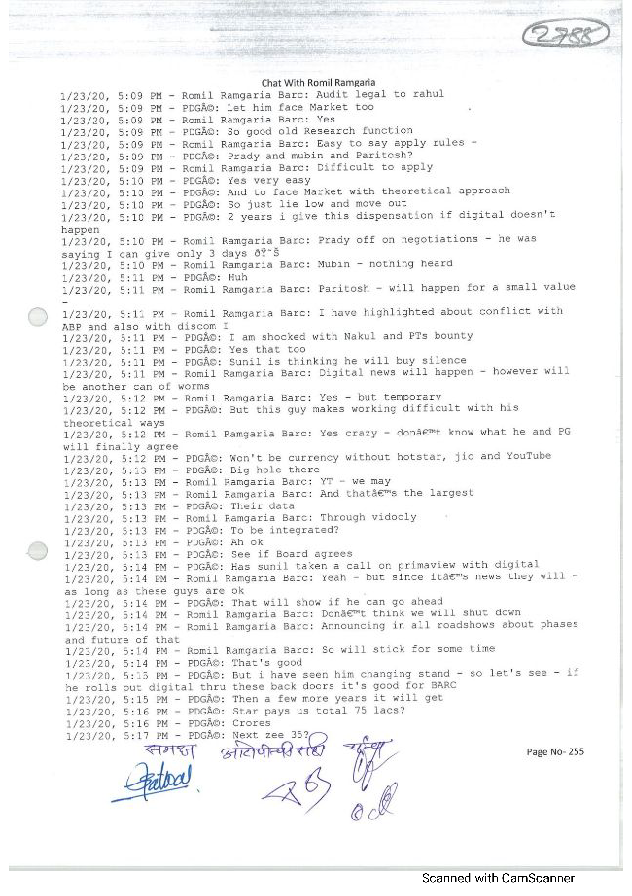 2788
Chat With Romil Ramgaria
1/23/20, 5:09 PM - Romil Ramgaria Barc: Audit legal to rahul
1/23/20, 5:09 PM - PDGÂ©: Let him face Market too
1/23/20, 5:09 PM - Romil Ramgaria Barc: Yes
1/23/20, 5:09 PM - PDGÂ©: So good old Research function
1/23/20, 5:09 PM - Romil Ramgaria Barc: Easy to say apply rules -
1/23/20, 5:09 PM - PDGÂ©: Prady and mubin and Paritosh?
1/23/20, 5:09 PM - Romil Ramgaria Barc: Difficult to apply
1/23/20, 5:10 PM - PDGÂ©: Yes very easy
1/23/20, 5:10 PM - PDGÂ©: And to face Market with theoretical approach
1/23/20, 5:10 PM - PDGÂ©: So just lie low and move out
1/23/20, 5:10 PM - PDGÂ©: 2 years i give this dispensation if digital doesn't
happen
1/23/20, 5:10 PM - Romil Ramgaria Barc: Prady off on negotiations - he was
saying I can give only 3 days ðŸ˜Š
1/23/20, 5:10 PM - Romil Ramgaria Barc: Mubin - nothing heard
1/23/20, 5:11 PM - PDGÂ©: Huh
1/23/20, 5:11 PM - Romil Ramgaria Barc: Paritosh - will happen for a small value
-
1/23/20, 5:11 PM - Romil Ramgaria Barc: I have highlighted about conflict with
ABP and also with discom I
1/23/20, 5:11 PM - PDGÂ©: I am shocked with Nakul and PTs bounty
1/23/20, 5:11 PM - PDGÂ©: Yes that too
1/23/20, 5:11 PM - PDGÂ©: Sunil is thinking he will buy silence
1/23/20, 5:11 PM - Romil Ramgaria Barc: Digital news will happen - however will
be another can of worms
1/23/20, 5:12 PM - Romil Ramgaria Barc: Yes - but temporary
1/23/20, 5:12 PM - PDGÂ©: But this guy makes working difficult with his
theoretical ways
1/23/20, 5:12 PM - Romil Ramgaria Barc: Yes crazy - donâ€™t know what he and PG
will finally agree
1/23/20, 5:12 PM - PDGÂ©: Won't be currency without hotstar, jic and YouTube
1/23/20, 5:13 PM - PDGÂ©: Big hole there
1/23/20, 5:13 PM - Romil Ramgaria Barc: YT - we may
1/23/20, 5:13 PM - Romil Ramgaria Barc: And thatâ€™s the largest
1/23/20, 5:13 PM - PDGÂ©: Their data
1/23/20, 5:13 PM - Romil Ramgaria Barc: Through vidocly
1/23/20, 5:13 PM - PDGÂ©: To be integrated?
1/23/20, 5:13 PM - PDGÂ©: Ah ok
1/23/20, 5:13 PM - PDGÂ©: See if Board agrees
1/23/20, 5:14 PM - PDGÂ©: Has sunil taken a call on primaview with digital
1/23/20, 5:14 PM - Romil Ramgaria Barc: Yeah - but since itâ€™s news they will -
as long as these guys are ok
1/23/20, 5:14 PM - PDGÂ©: That will show if he can go ahead
1/23/20, 5:14 PM - Romil Ramgaria Barc: Donâ€™t think we will shut down
1/23/20, 5:14 PM - Romil Ramgaria Barc: Announcing in all roadshows about phases
and future of that
1/23/20, 5:14 PM - Romil Ramgaria Barc: So will stick for some time
1/23/20, 5:14 PM - PDGÂ©: That's good
1/23/20, 5:15 PM - PDGÂ©: But i have seen him changing stand - so let's see - if
he rolls out digital thru these back doors it's good for BARC
1/23/20, 5:15 PM - PDGÂ©: Then a few more years it will get
1/23/20, 5:16 PM - PDGÂ©: Star pays is total 75 lacs?
1/23/20, 5:16 PM - PDGÂ©: Crores
1/23/20, 5:17 PM - PDGÂ©: Next zee 35?
समक्ष
Page No- 255
Scanned with CamScanner